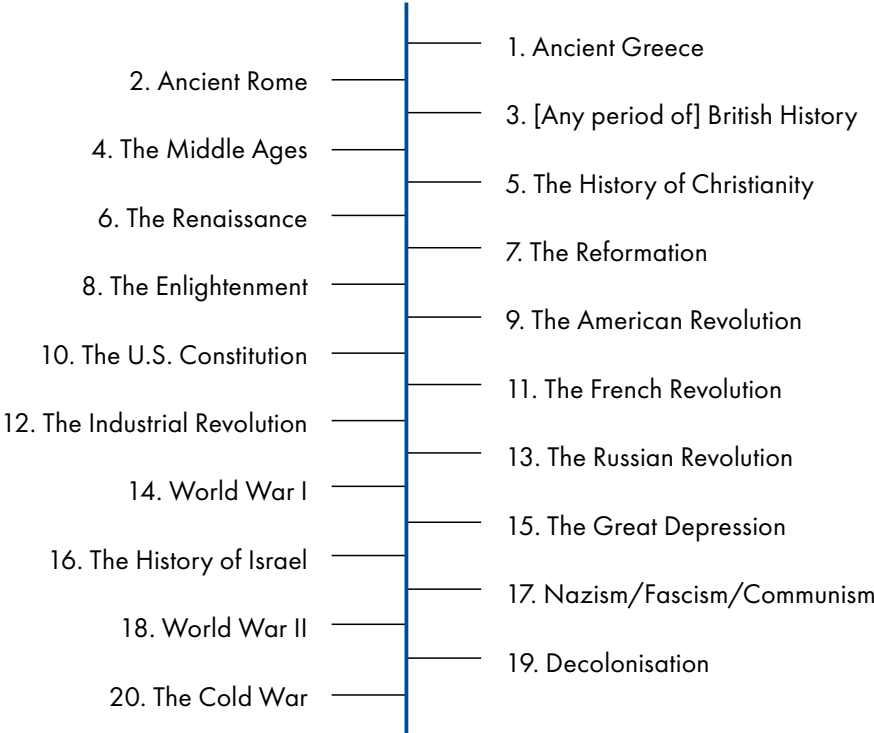 1. Ancient Greece
2. Ancient Rome
3. [Any period of] British History
4. The Middle Ages
5. The History of Christianity
6. The Renaissance
7. The Reformation
8. The Enlightenment
9. The American Revolution
10. The U.S. Constitution
11. The French Revolution
12. The Industrial Revolution
13. The Russian Revolution
14. World War I
15. The Great Depression
16. The History of Israel
17. Nazism/Fascism/Communism
18. World War II
19. Decolonisation
20. The Cold War